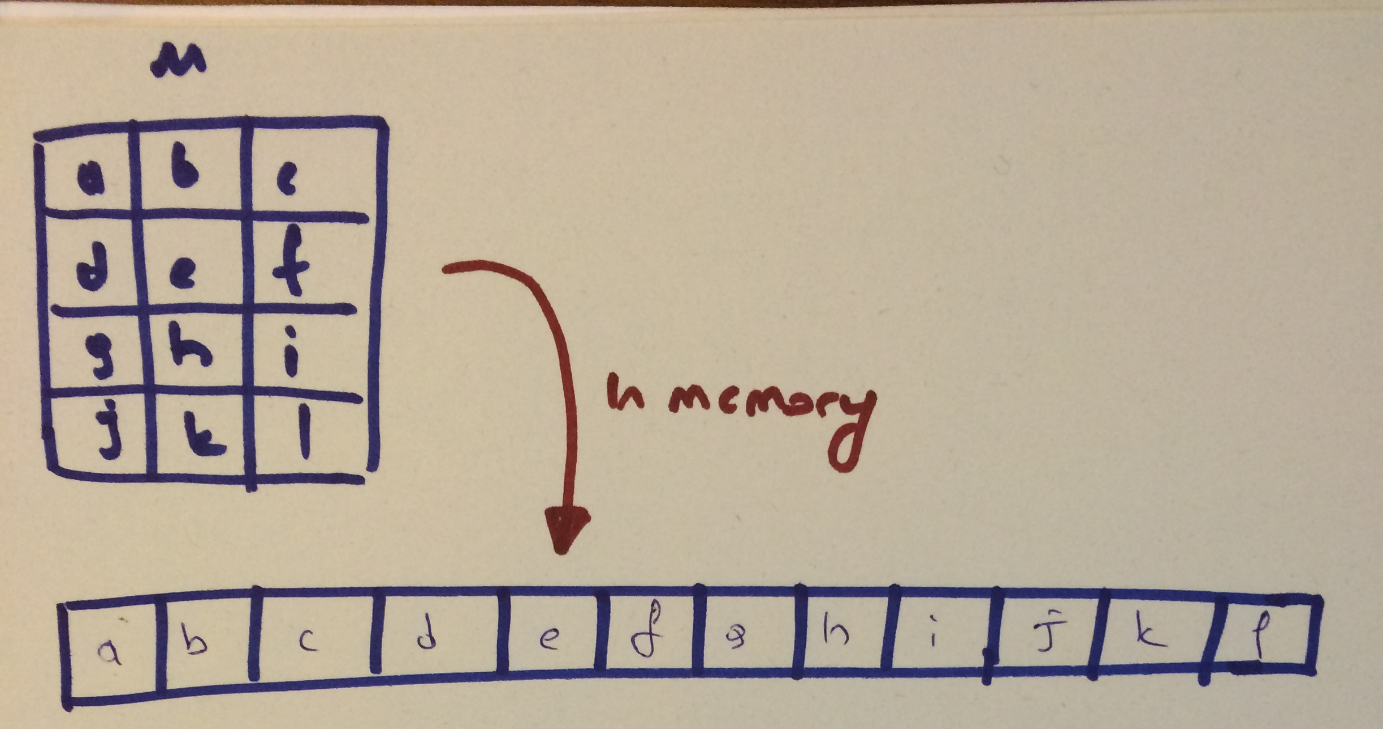 M
a b c
d e f
g h i
j k l
In memory
a b c d e f g h i j k l